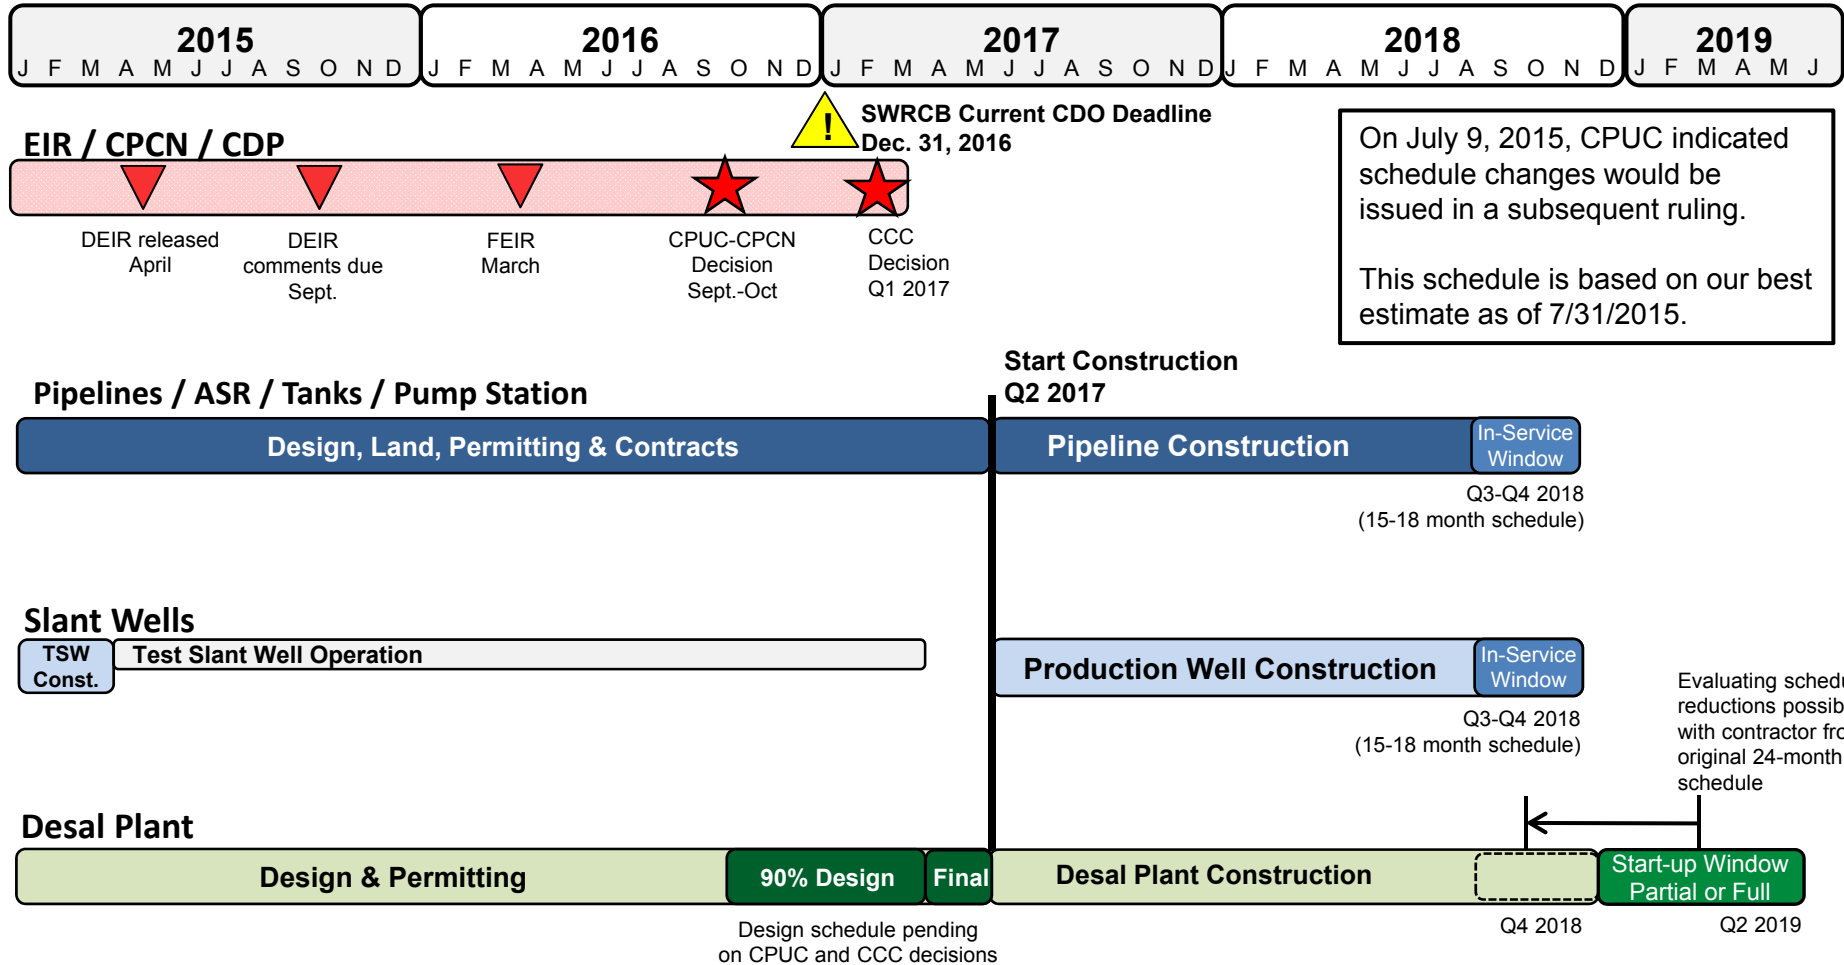 2015
J F M A M J J A S O N D
2016
J F M A M J J A S O N D
2017
J F M A M J J A S O N D
2018
J F M A M J J A S O N D
2019
J F M A M J
!
SWRCB Current CDO Deadline
Dec. 31, 2016
EIR / CPCN / CDP
DEIR released
April
DEIR
comments due
Sept.
FEIR
March
CPUC-CPCN
Decision
Sept.-Oct
CCC
Decision
Q1 2017
On July 9, 2015, CPUC indicated
schedule changes would be
issued in a subsequent ruling.
This schedule is based on our best
estimate as of 7/31/2015.
Start Construction
Q2 2017
Pipelines / ASR / Tanks / Pump Station
Design, Land, Permitting & Contracts
Pipeline Construction
In-Service
Window
Q3-Q4 2018
(15-18 month schedule)
Slant Wells
TSW
Const.
Test Slant Well Operation
Production Well Construction
In-Service
Window
Q3-Q4 2018
(15-18 month schedule)
Evaluating
reductions
with contractor
original 24-month
schedule
Desal Plant
Design & Permitting
90% Design
Final
Desal Plant Construction
Start-up Window
Partial or Full
Design schedule pending
on CPUC and CCC decisions
Q4 2018
Q2 2019